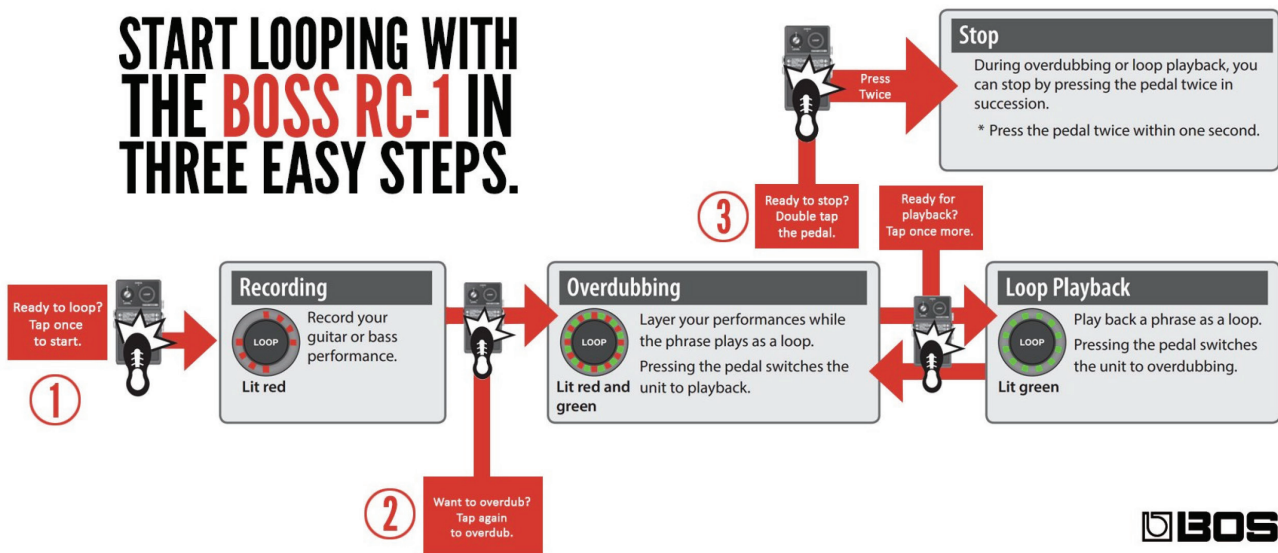 START LOOPING WITH
THE BOSS RC-1 IN
THREE EASY STEPS.
1
Ready to loop?
Tap once
to start.
Recording
LOOP
Record your
guitar or bass
performance.
Lit red
2
Want to overdub?
Tap again
to overdub.
Overdubbing
LOOP
Layer your performances while
the phrase plays as a loop.
Pressing the pedal switches the
unit to playback.
Lit red and
green
Ready for
playback?
Tap once more.
Loop Playback
LOOP
Play back a phrase as a loop.
Pressing the pedal switches
the unit to overdubbing.
Lit green
3
Ready to stop?
Double tap
the pedal.
Press
Twice
Stop
During overdubbing or loop playback, you
can stop by pressing the pedal twice in
succession.
* Press the pedal twice within one second.
BOS